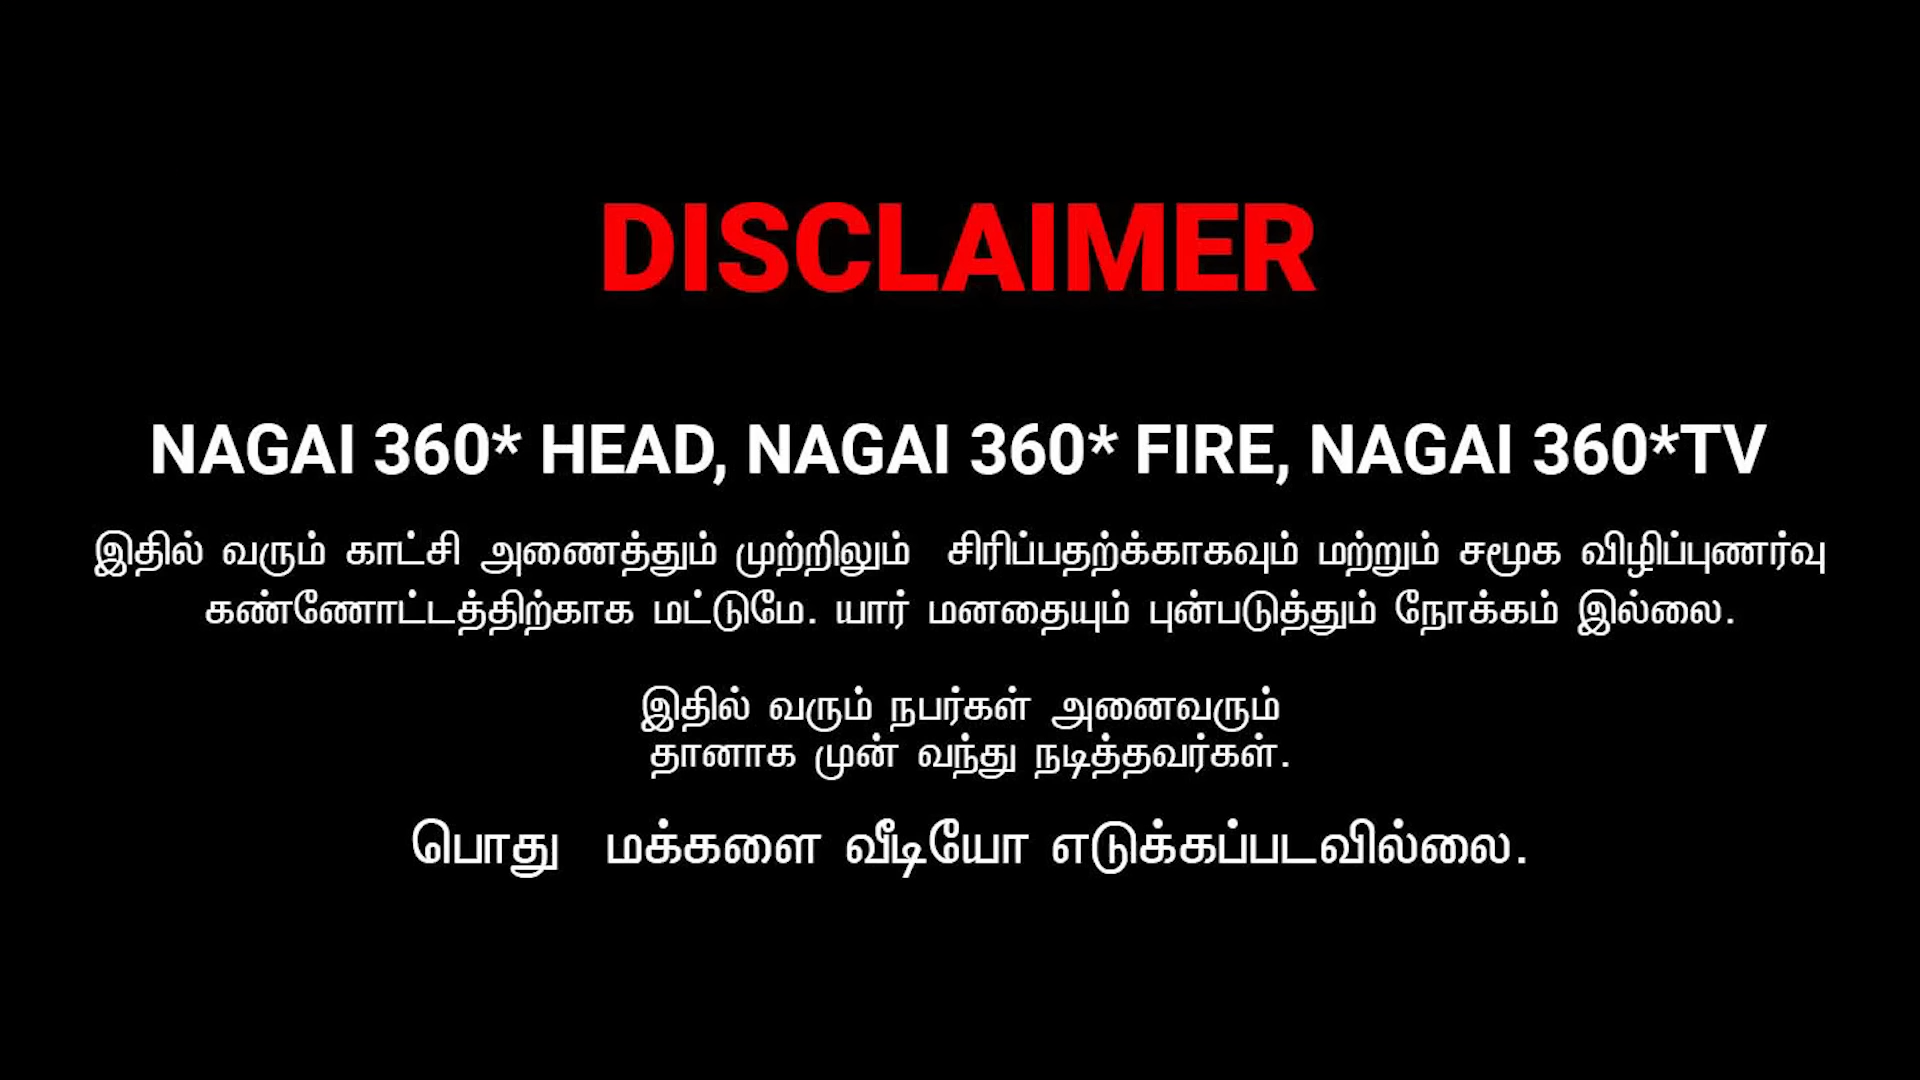 DISCLAIMER
NAGAI 360* HEAD, NAGAI 360* FIRE, NAGAI 360*TV
இதில் வரும் காட்சி அணைத்தும் முற்றிலும் சிரிப்பதற்க்காகவும் மற்றும் சமூக விழிப்புணர்வு
கண்ணோட்டத்திற்காக மட்டுமே. யார் மனதையும் புன்படுத்தும் நோக்கம் இல்லை.
இதில் வரும் நபர்கள் அனைவரும்
தானாக முன் வந்து நடித்தவர்கள்.
பொது மக்களை வீடியோ எடுக்கப்படவில்லை.